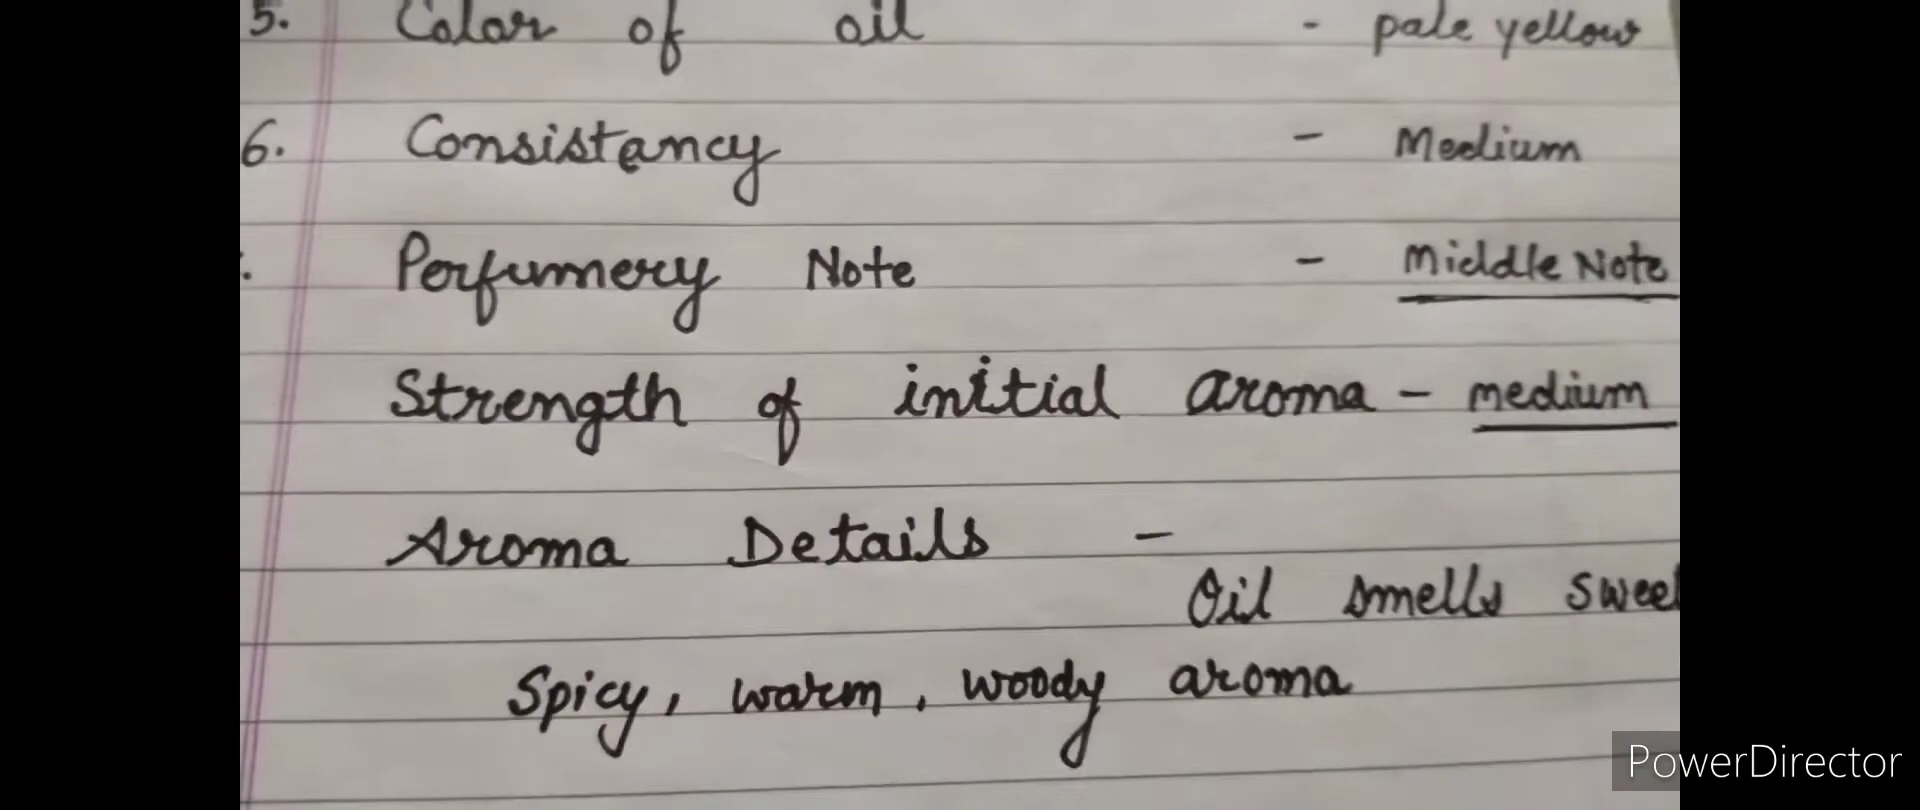 5. Color of oil - pale yellow
6. Consistancy - Medium
. Perfumery Note - Middle Note
Strength of initial aroma - medium
Aroma Details -
Oil smells sweet
Spicy, warm, woody aroma
PowerDirector